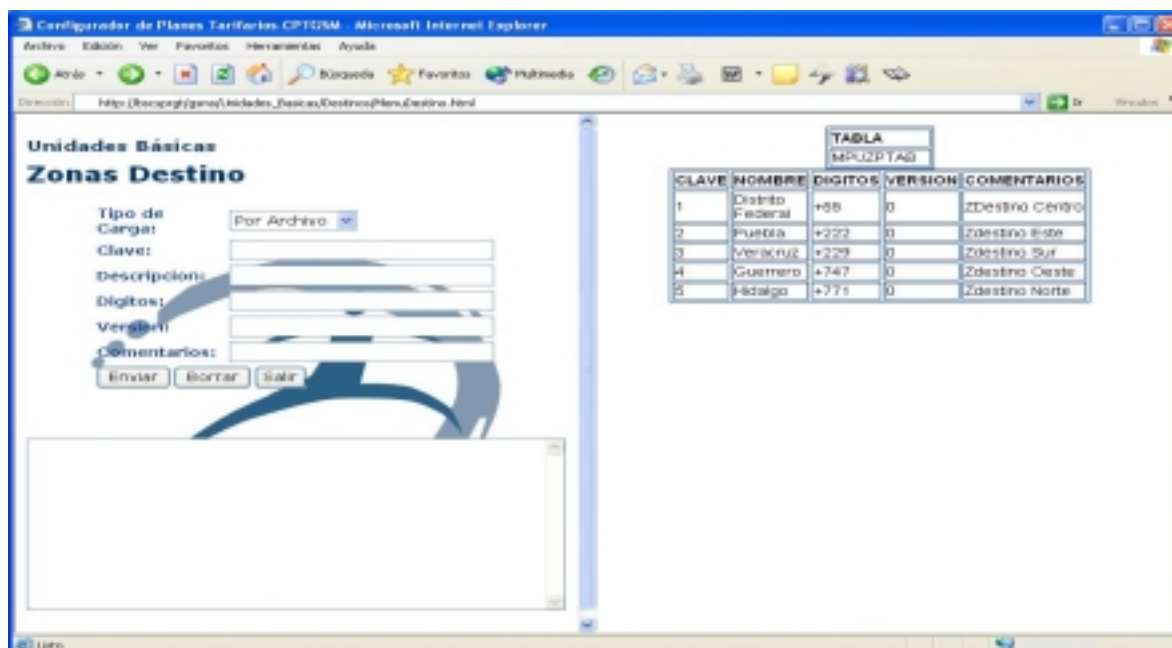 Configurador de Planes Tarifarios CPTGSM - Microsoft Internet Explorer
Archivo Edición Ver Favoritos Herramientas Ayuda
Atrás Búsqueda Favoritos Multimedia
Dirección Ir Vínculos
Unidades Básicas
Zonas Destino
Tipo de Carga: Por Archivo
Clave:
Descripcion:
Digitos:
Version:
Comentarios:
Enviar Borrar Salir
TABLA
MPUZPTAB
CLAVE NOMBRE DIGITOS VERSION COMENTARIOS
1 Distrito Federal 0 ZDestino Centro
2 Puebla +222 0 Zdestino Este
3 Veracruz +229 0 Zdestino Sur
4 Guerrero +747 0 Zdestino Oeste
5 Hidalgo +771 0 Zdestino Norte
Listo